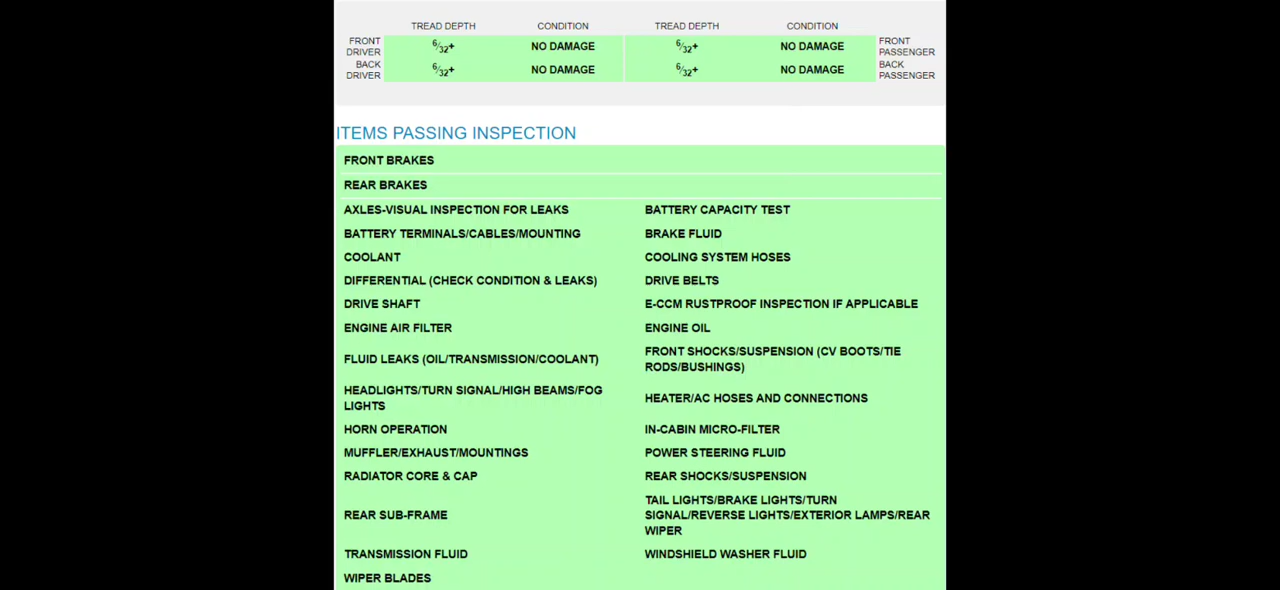 TREAD DEPTH CONDITION TREAD DEPTH CONDITION
FRONT DRIVER 6/32+ NO DAMAGE 6/32+ NO DAMAGE FRONT PASSENGER
BACK DRIVER 6/32+ NO DAMAGE 6/32+ NO DAMAGE BACK PASSENGER
ITEMS PASSING INSPECTION
FRONT BRAKES
REAR BRAKES
AXLES-VISUAL INSPECTION FOR LEAKS BATTERY CAPACITY TEST
BATTERY TERMINALS/CABLES/MOUNTING BRAKE FLUID
COOLANT COOLING SYSTEM HOSES
DIFFERENTIAL (CHECK CONDITION & LEAKS) DRIVE BELTS
DRIVE SHAFT E-CCM RUSTPROOF INSPECTION IF APPLICABLE
ENGINE AIR FILTER ENGINE OIL
FLUID LEAKS (OIL/TRANSMISSION/COOLANT)
FRONT SHOCKS/SUSPENSION (CV BOOTS/TIE
RODS/BUSHINGS)
HEADLIGHTS/TURN SIGNAL/HIGH BEAMS/FOG
LIGHTS
HEATER/AC HOSES AND CONNECTIONS
HORN OPERATION IN-CABIN MICRO-FILTER
MUFFLER/EXHAUST/MOUNTINGS POWER STEERING FLUID
RADIATOR CORE & CAP REAR SHOCKS/SUSPENSION
REAR SUB-FRAME
TAIL LIGHTS/BRAKE LIGHTS/TURN
SIGNAL/REVERSE LIGHTS/EXTERIOR LAMPS/REAR
WIPER
TRANSMISSION FLUID WINDSHIELD WASHER FLUID
WIPER BLADES